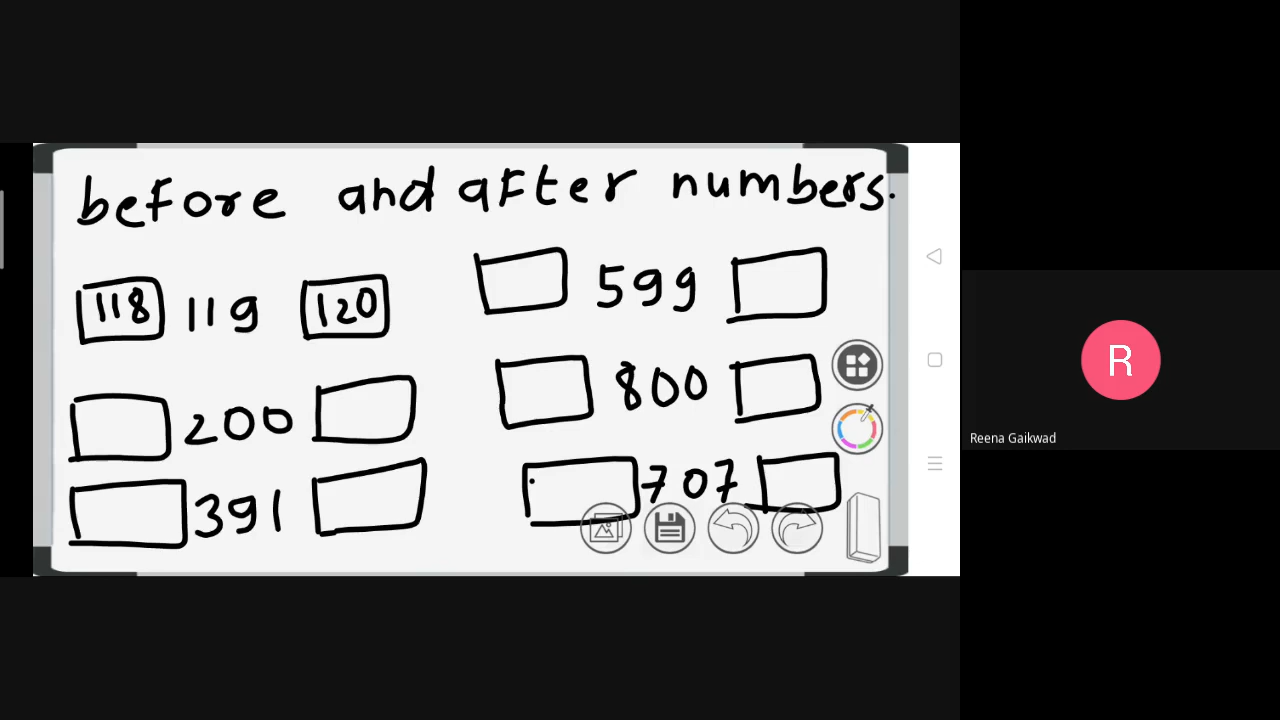 before and after numbers.
118 119 120
599
200
800
391
707
R
Reena Gaikwad